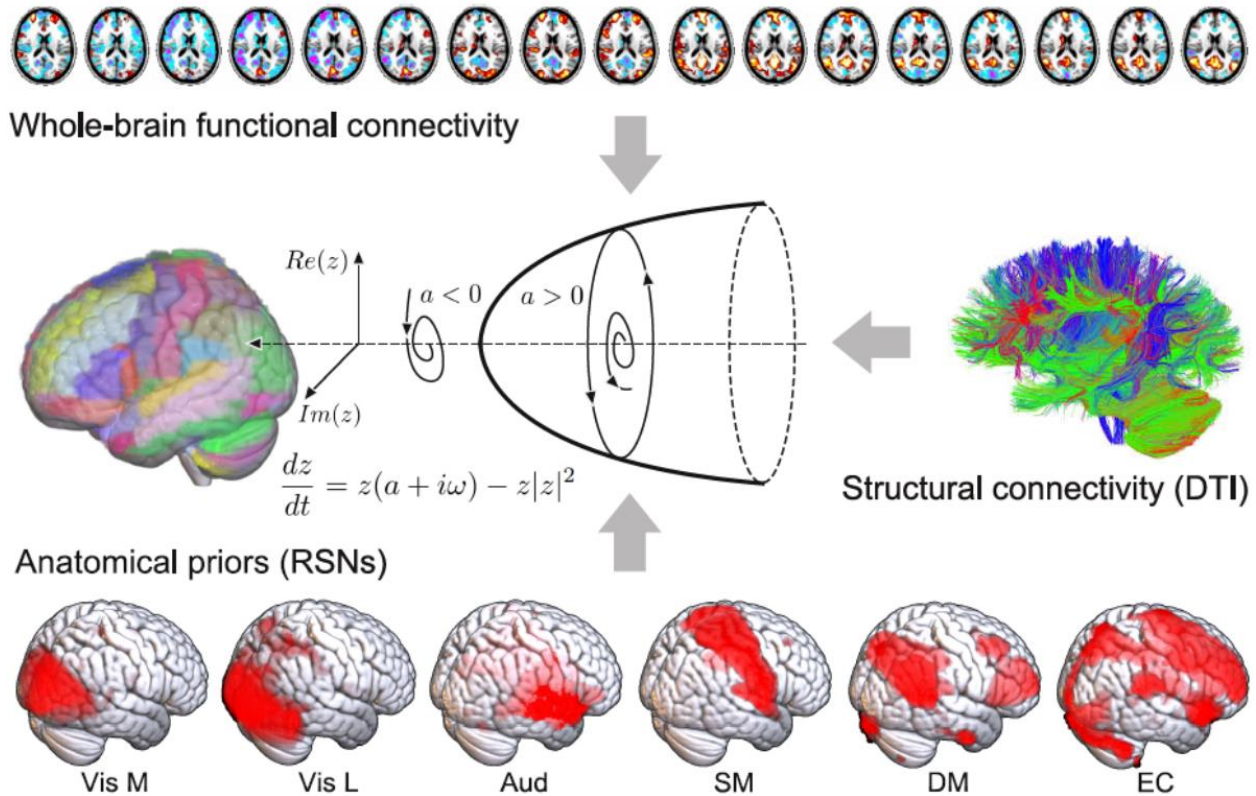 Whole-brain functional connectivity
Re(z)
a < 0
a > 0
Im(z)
dz/dt = z(a + iω) − z|z|²
Structural connectivity (DTI)
Anatomical priors (RSNs)
Vis M
Vis L
Aud
SM
DM
EC